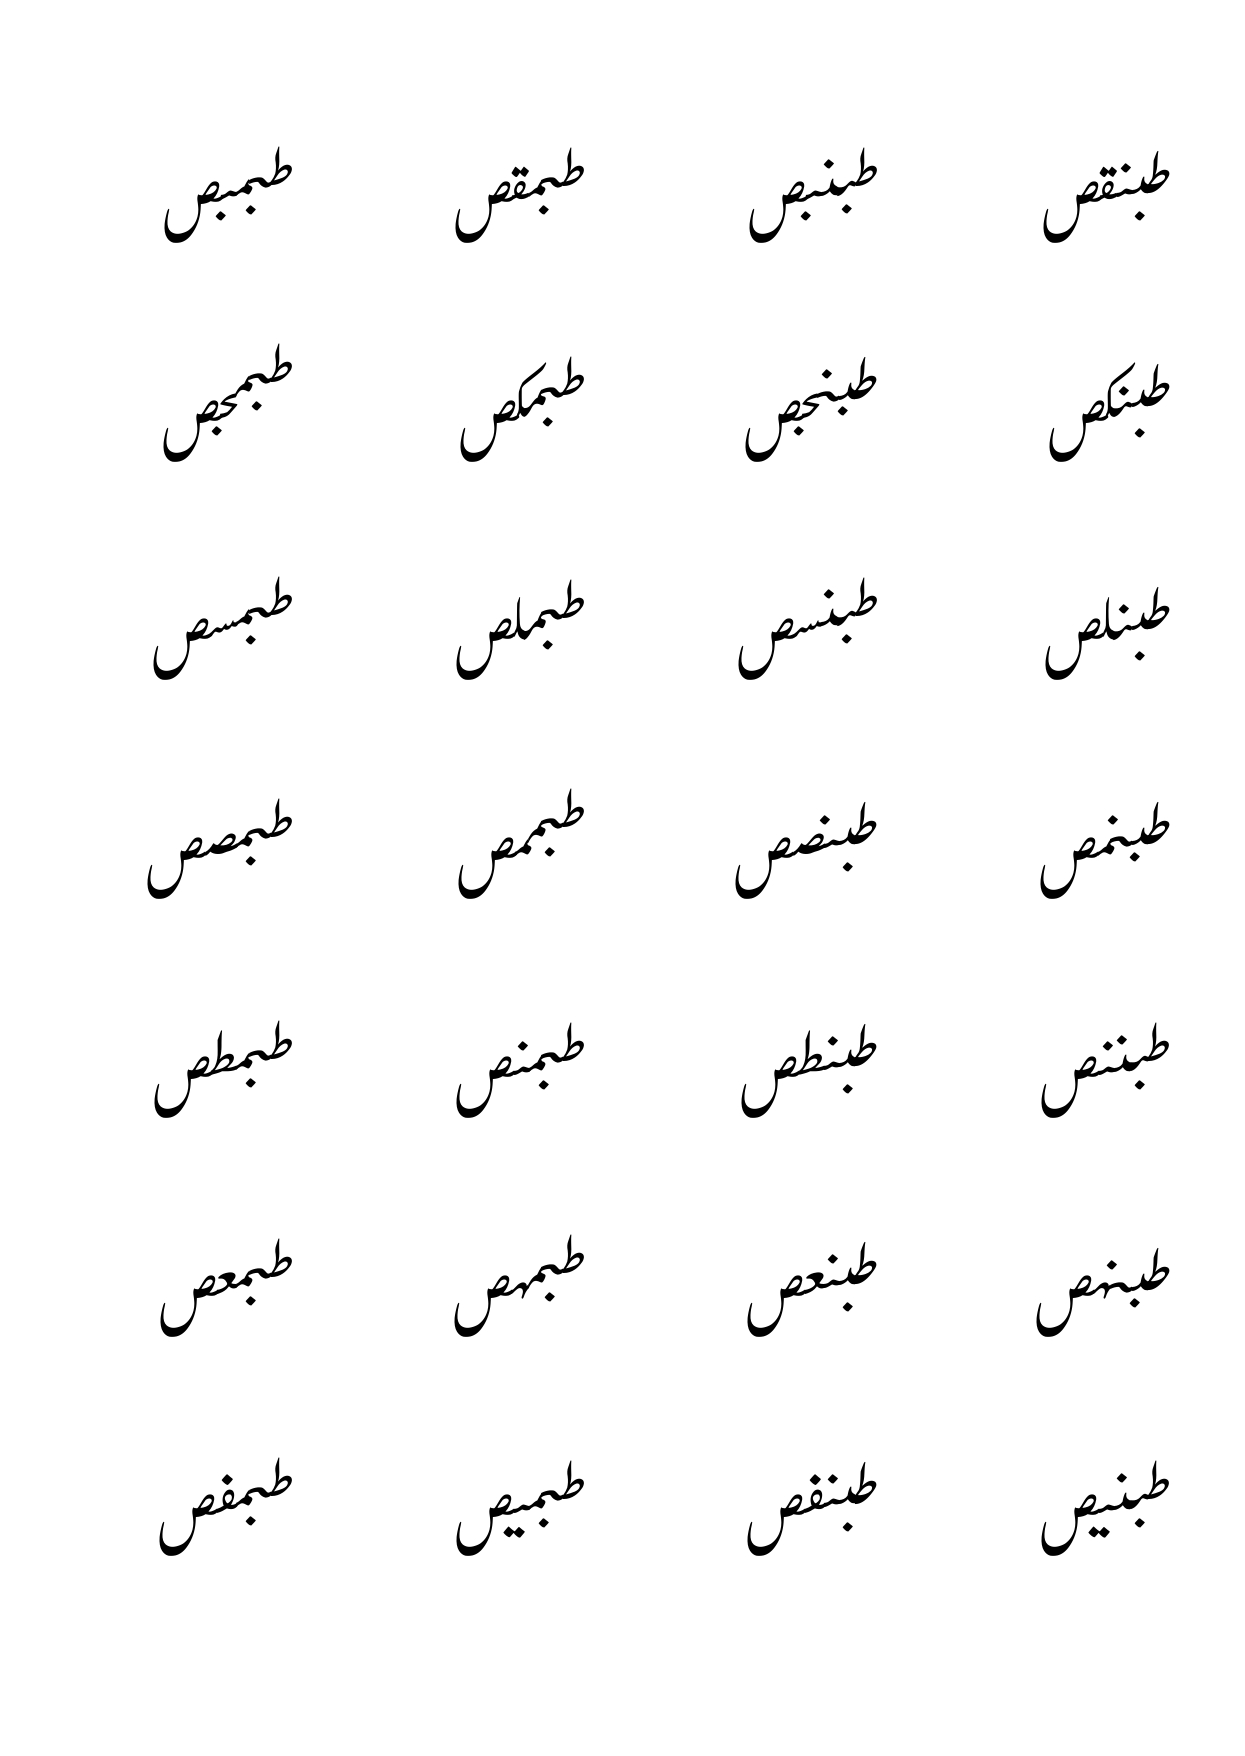 طبنقص طبنبص طبمقص طبمبص
طبنكص طبنجص طبمكص طبمجص
طبنلص طبنسص طبملص طبمسص
طبنمص طبنصص طبممص طبمصص
طبننص طبنطص طبمنص طبمطص
طبنهص طبنعص طبمهص طبمعص
طبنيص طبنفص طبميص طبمفص